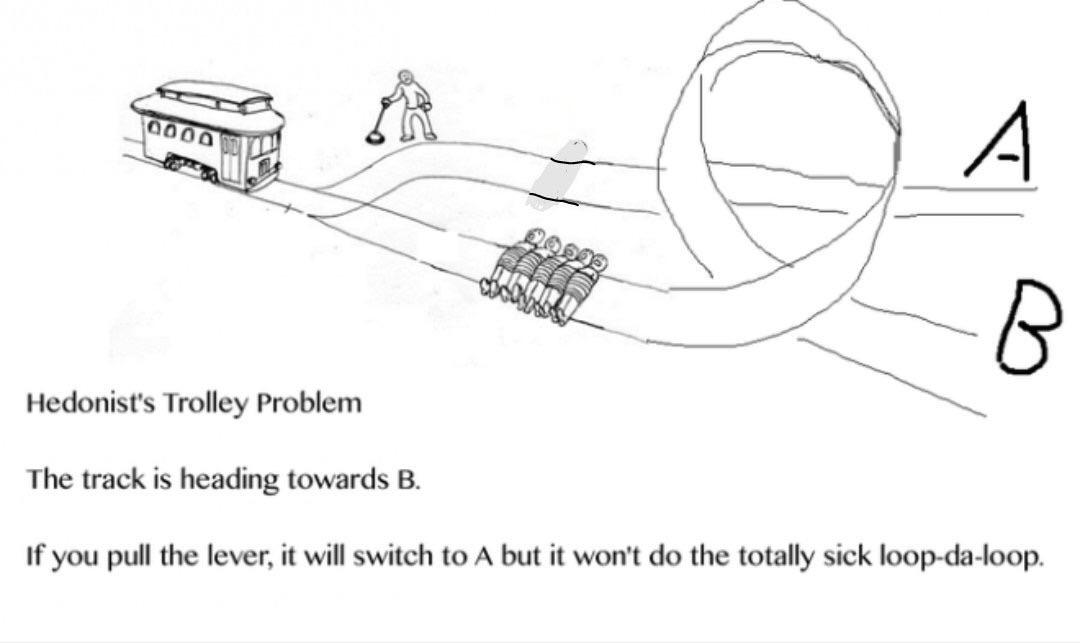 A
B
Hedonist's Trolley Problem
The track is heading towards B.
If you pull the lever, it will switch to A but it won't do the totally sick loop-da-loop.